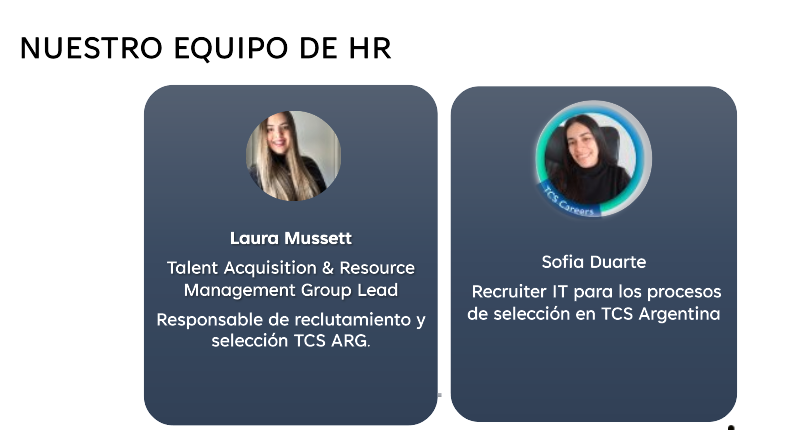 NUESTRO EQUIPO DE HR
Laura Mussett
Talent Acquisition & Resource
Management Group Lead
Responsable de reclutamiento y
selección TCS ARG.
TCS Careers
Sofia Duarte
Recruiter IT para los procesos
de selección en TCS Argentina